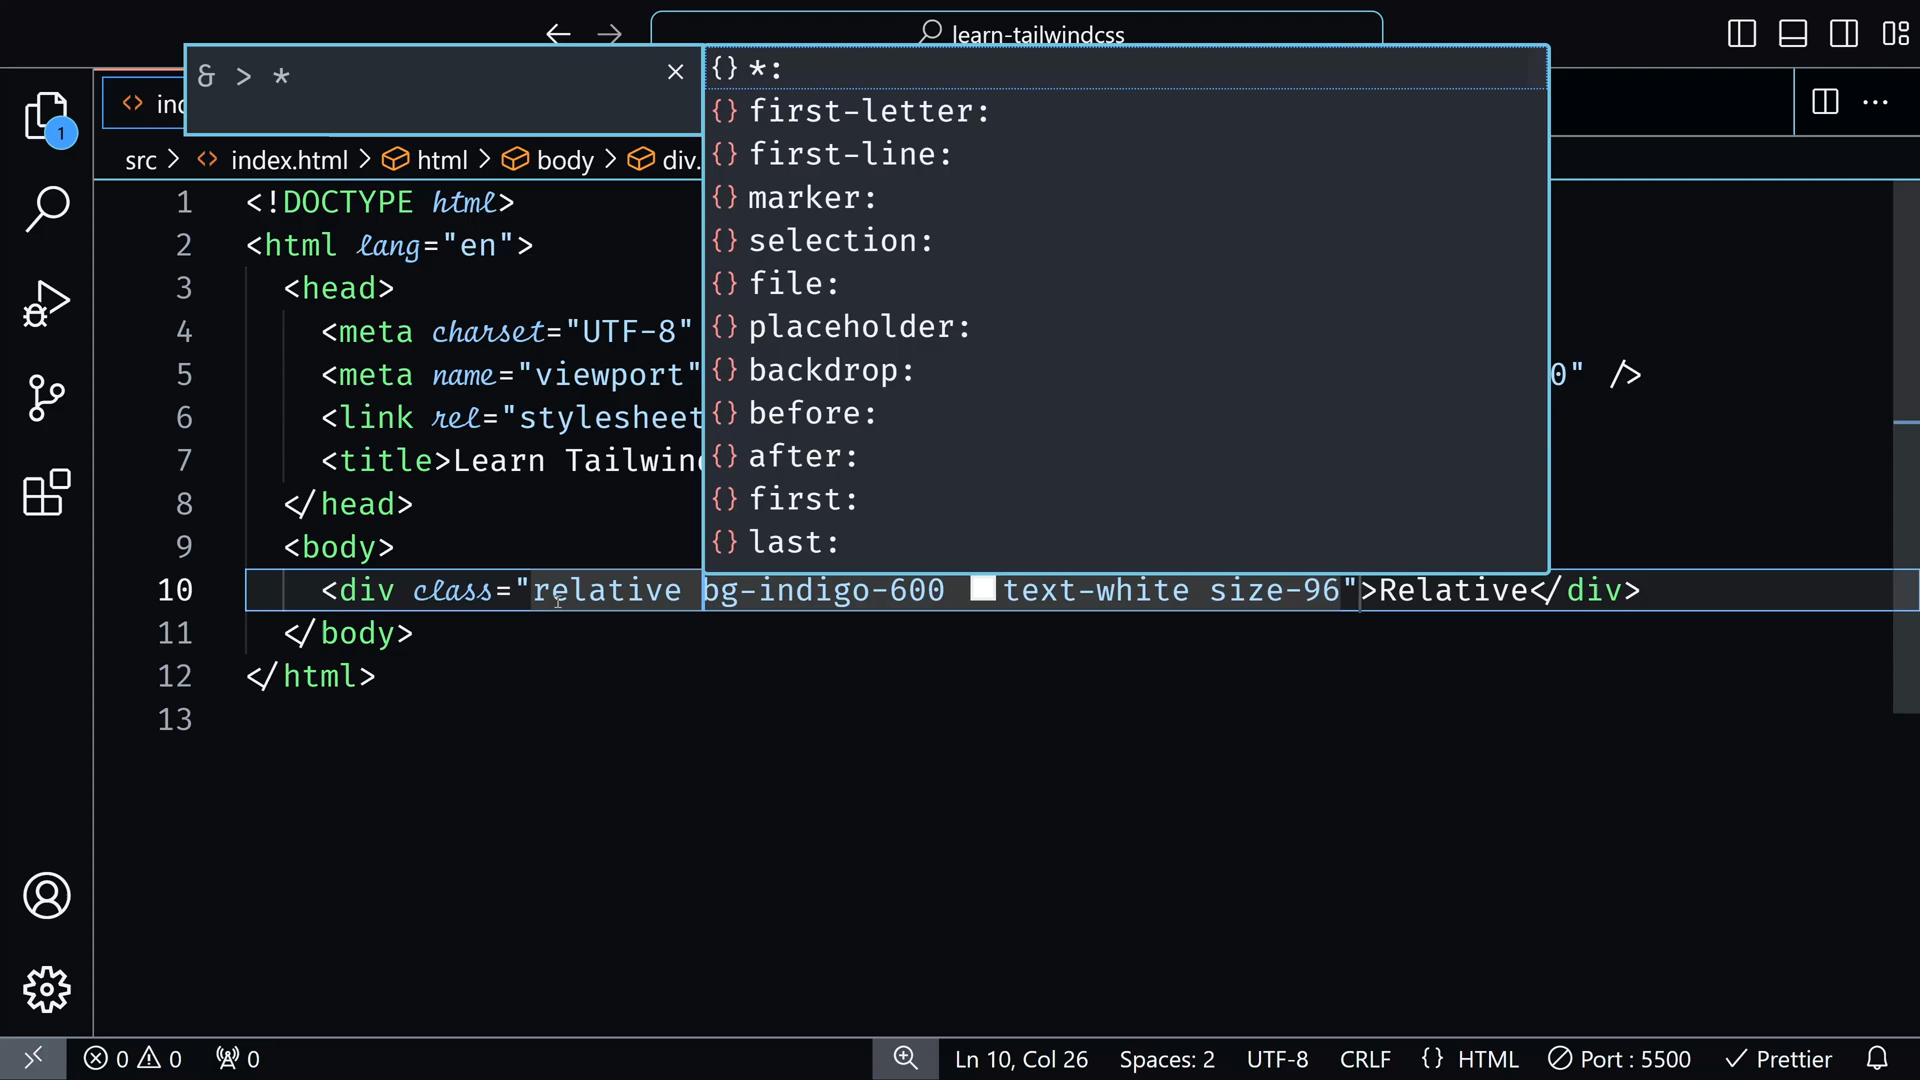 learn-tailwindcss
& > *
*:
first-letter:
first-line:
marker:
selection:
file:
placeholder:
backdrop:
before:
after:
first:
last:
1
src > index.html > html > body > div.
1 <!DOCTYPE html>
2 <html lang="en">
3 <head>
4 <meta charset="UTF-8"
5 <meta name="viewport" 0" />
6 <link rel="stylesheet
7 <title>Learn Tailwind
8 </head>
9 <body>
10 <div class="relative bg-indigo-600 text-white size-96">Relative</div>
11 </body>
12 </html>
13
0 0 0 Ln 10, Col 26 Spaces: 2 UTF-8 CRLF {} HTML Port : 5500 Prettier